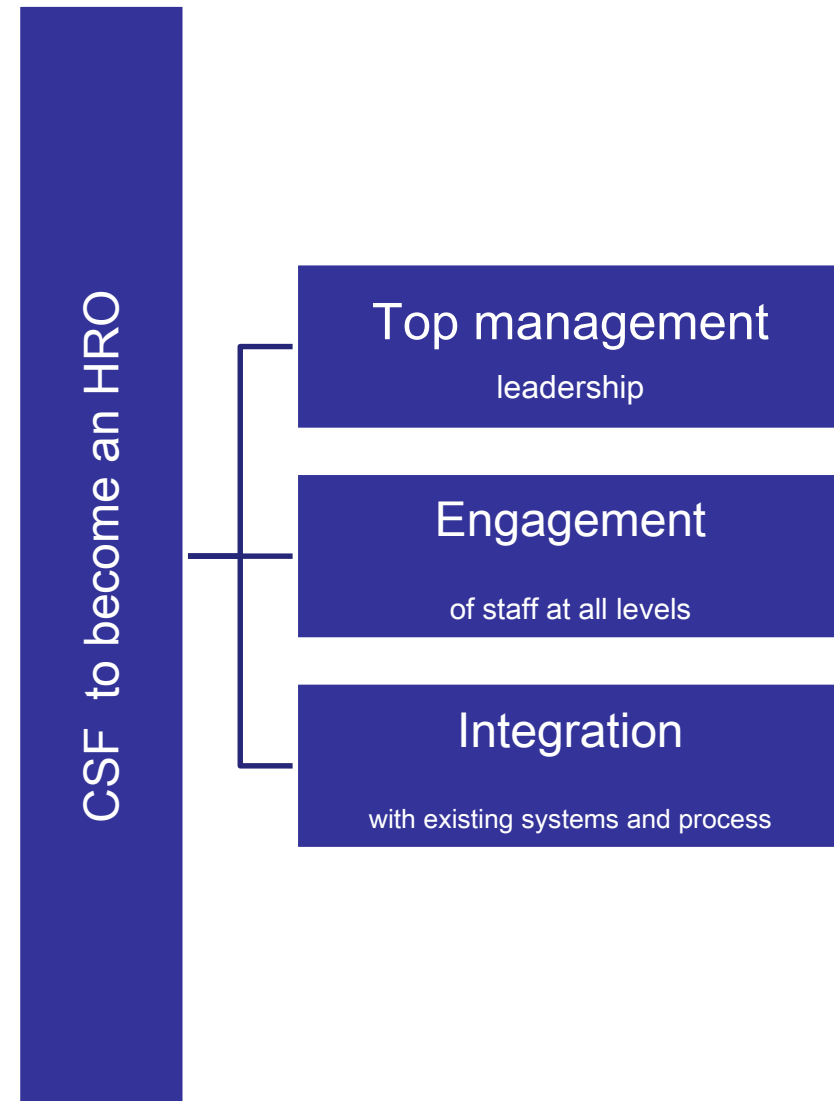 CSF to become an HRO
Top management
leadership
Engagement
of staff at all levels
Integration
with existing systems and process